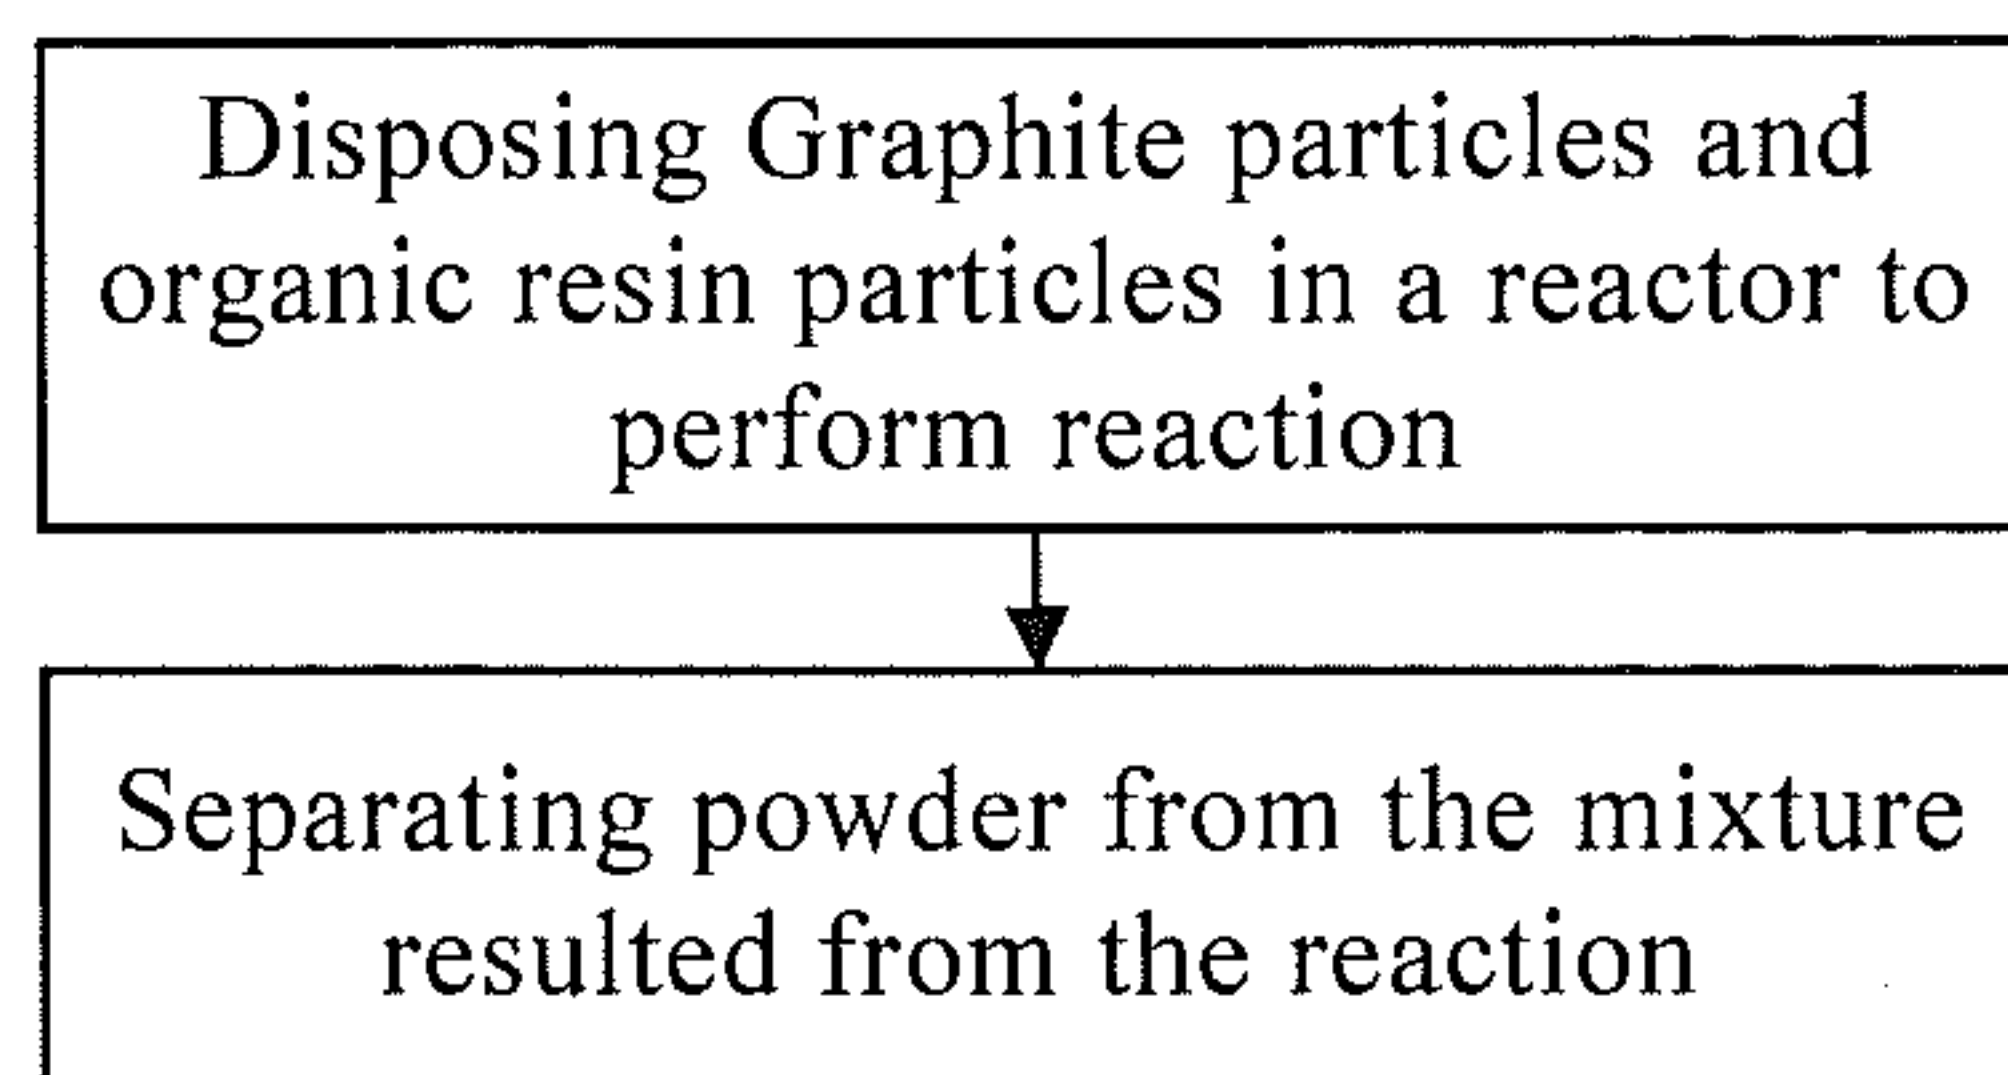 Disposing Graphite particles and
organic resin particles in a reactor to
perform reaction
Separating powder from the mixture
resulted from the reaction